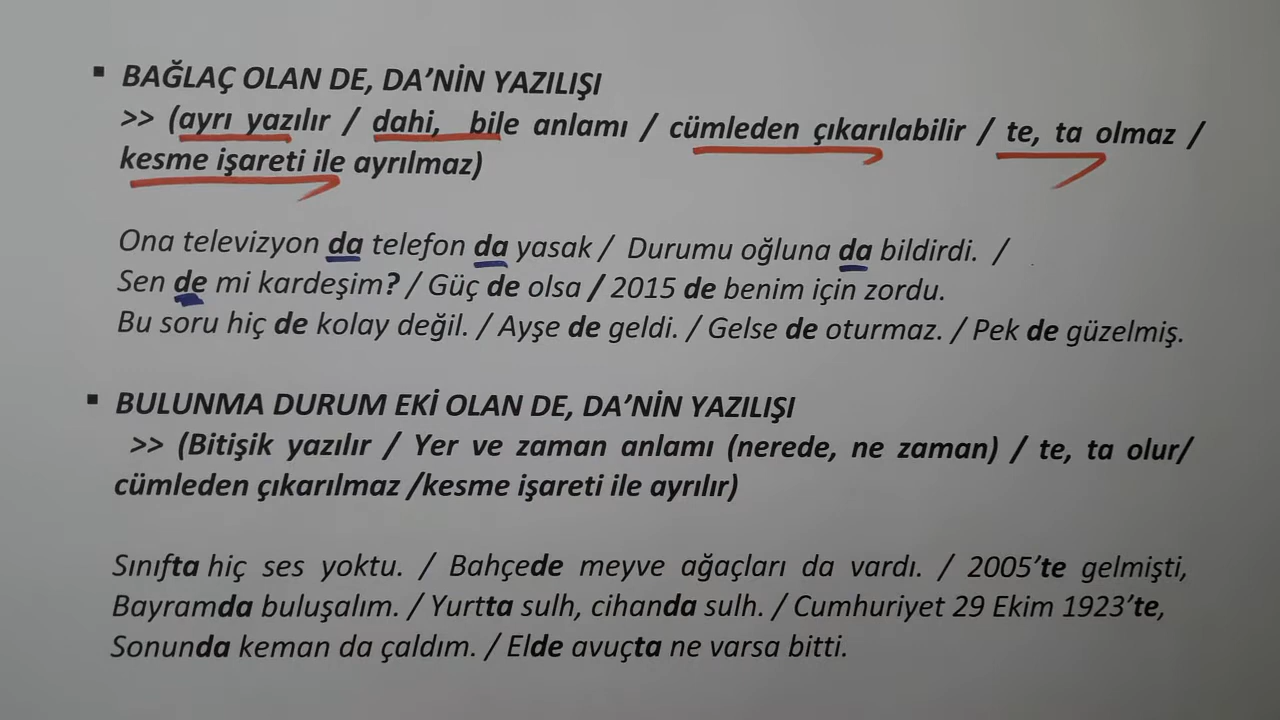 ▪ BAĞLAÇ OLAN DE, DA’NİN YAZILIŞI
>> (ayrı yazılır / dahi, bile anlamı / cümleden çıkarılabilir / te, ta olmaz /
kesme işareti ile ayrılmaz)
Ona televizyon da telefon da yasak / Durumu oğluna da bildirdi. /
Sen de mi kardeşim? / Güç de olsa / 2015 de benim için zordu.
Bu soru hiç de kolay değil. / Ayşe de geldi. / Gelse de oturmaz. / Pek de güzelmiş.
▪ BULUNMA DURUM EKİ OLAN DE, DA’NİN YAZILIŞI
>> (Bitişik yazılır / Yer ve zaman anlamı (nerede, ne zaman) / te, ta olur/
cümleden çıkarılmaz /kesme işareti ile ayrılır)
Sınıfta hiç ses yoktu. / Bahçede meyve ağaçları da vardı. / 2005’te gelmişti,
Bayramda buluşalım. / Yurtta sulh, cihanda sulh. / Cumhuriyet 29 Ekim 1923’te,
Sonunda keman da çaldım. / Elde avuçta ne varsa bitti.